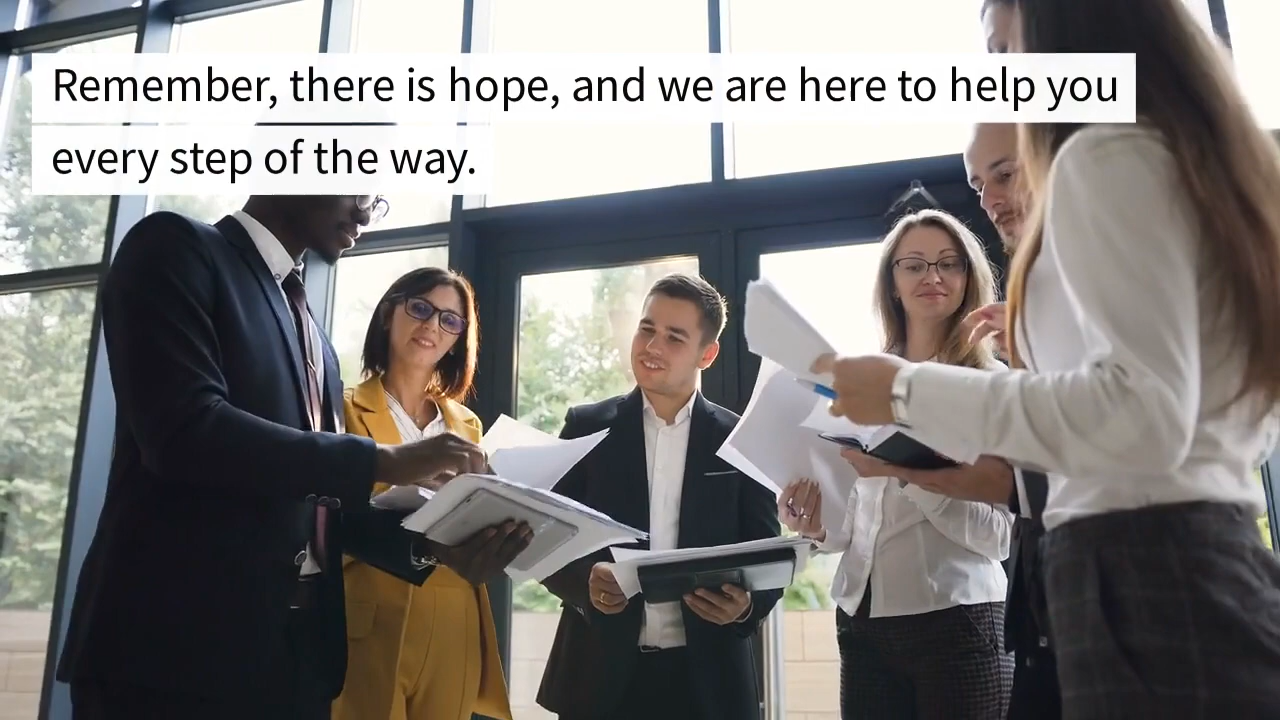 Remember, there is hope, and we are here to help you
every step of the way.